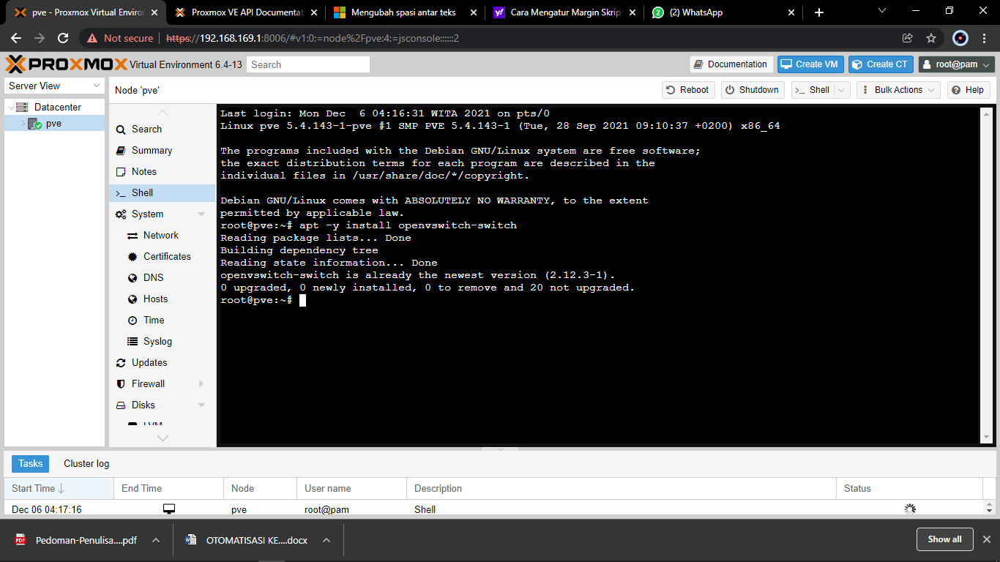 pve - Proxmox Virtual Enviro
Proxmox VE API Documentat
Mengubah spasi antar teks
Cara Mengatur Margin Skrips
(2) WhatsApp
Not secure
https://192.168.169.1:8006/#v1:0:=node%2Fpve:4:=jsconsole::::::2
PROXMOX Virtual Environment 6.4-13
Search
Documentation
Create VM
Create CT
root@pam
Server View
Node 'pve'
Reboot
Shutdown
Shell
Bulk Actions
Help
Datacenter
pve
Search
Summary
Notes
Shell
System
Network
Certificates
DNS
Hosts
Time
Syslog
Updates
Firewall
Disks
LVM
Last login: Mon Dec  6 04:16:31 WITA 2021 on pts/0
Linux pve 5.4.143-1-pve #1 SMP PVE 5.4.143-1 (Tue, 28 Sep 2021 09:10:37 +0200) x86_64
The programs included with the Debian GNU/Linux system are free software;
the exact distribution terms for each program are described in the
individual files in /usr/share/doc/*/copyright.
Debian GNU/Linux comes with ABSOLUTELY NO WARRANTY, to the extent
permitted by applicable law.
root@pve:~# apt -y install openvswitch-switch
Reading package lists... Done
Building dependency tree
Reading state information... Done
openvswitch-switch is already the newest version (2.12.3-1).
0 upgraded, 0 newly installed, 0 to remove and 20 not upgraded.
root@pve:~#
Tasks
Cluster log
Start Time
End Time
Node
User name
Description
Status
Dec 06 04:17:16
pve
root@pam
Shell
Pedoman-Penulisa....pdf
OTOMATISASI KE....docx
Show all